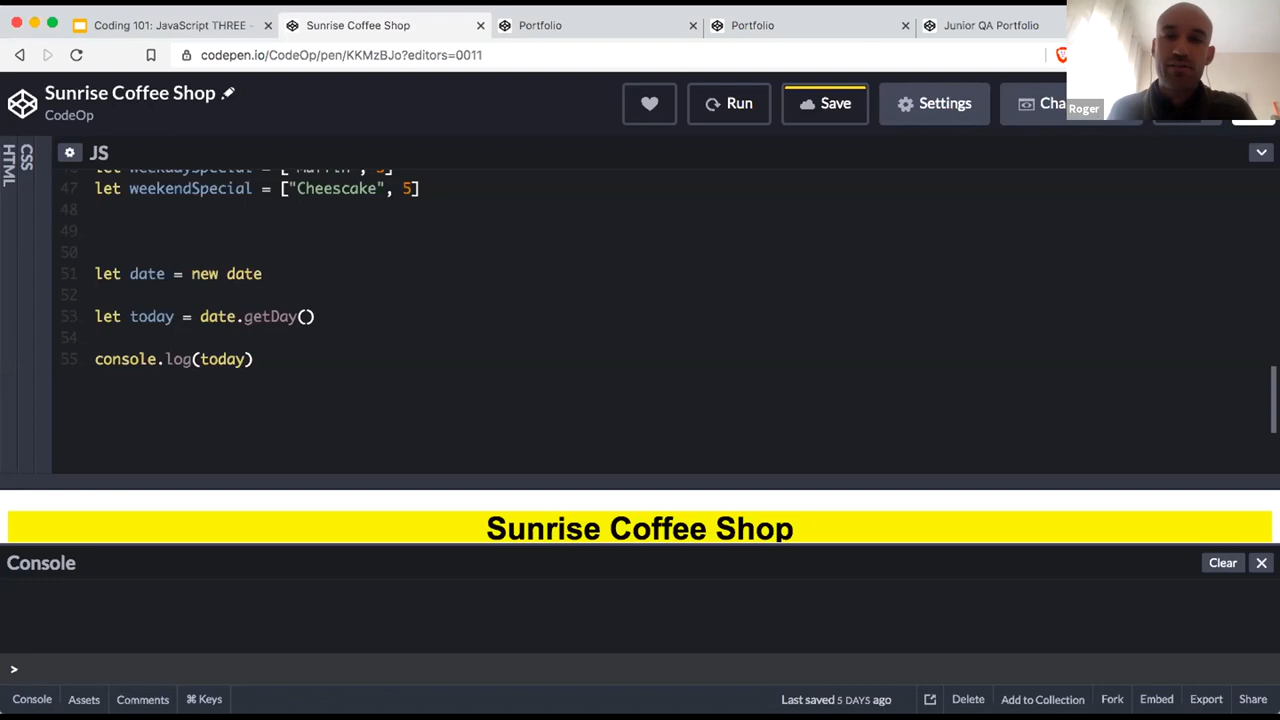 Coding 101: JavaScript THREE -
Sunrise Coffee Shop
Portfolio
Portfolio
Junior QA Portfolio
codepen.io/CodeOp/pen/KKMzBJo?editors=0011
Sunrise Coffee Shop
CodeOp
Run
Save
Settings
Cha
Roger
HTML
CSS
JS
47 let weekendSpecial = ["Cheescake", 5]
48
49
50
51 let date = new date
52
53 let today = date.getDay()
54
55 console.log(today)
Sunrise Coffee Shop
Console
Clear
>
Console
Assets
Comments
⌘ Keys
Last saved 5 DAYS ago
Delete
Add to Collection
Fork
Embed
Export
Share